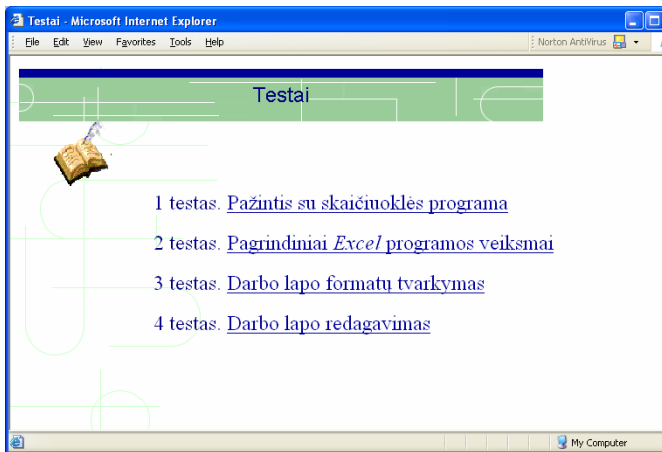 Testai - Microsoft Internet Explorer
File Edit View Favorites Tools Help Norton AntiVirus
Testai
1 testas. Pažintis su skaičiuoklės programa
2 testas. Pagrindiniai Excel programos veiksmai
3 testas. Darbo lapo formatų tvarkymas
4 testas. Darbo lapo redagavimas
My Computer